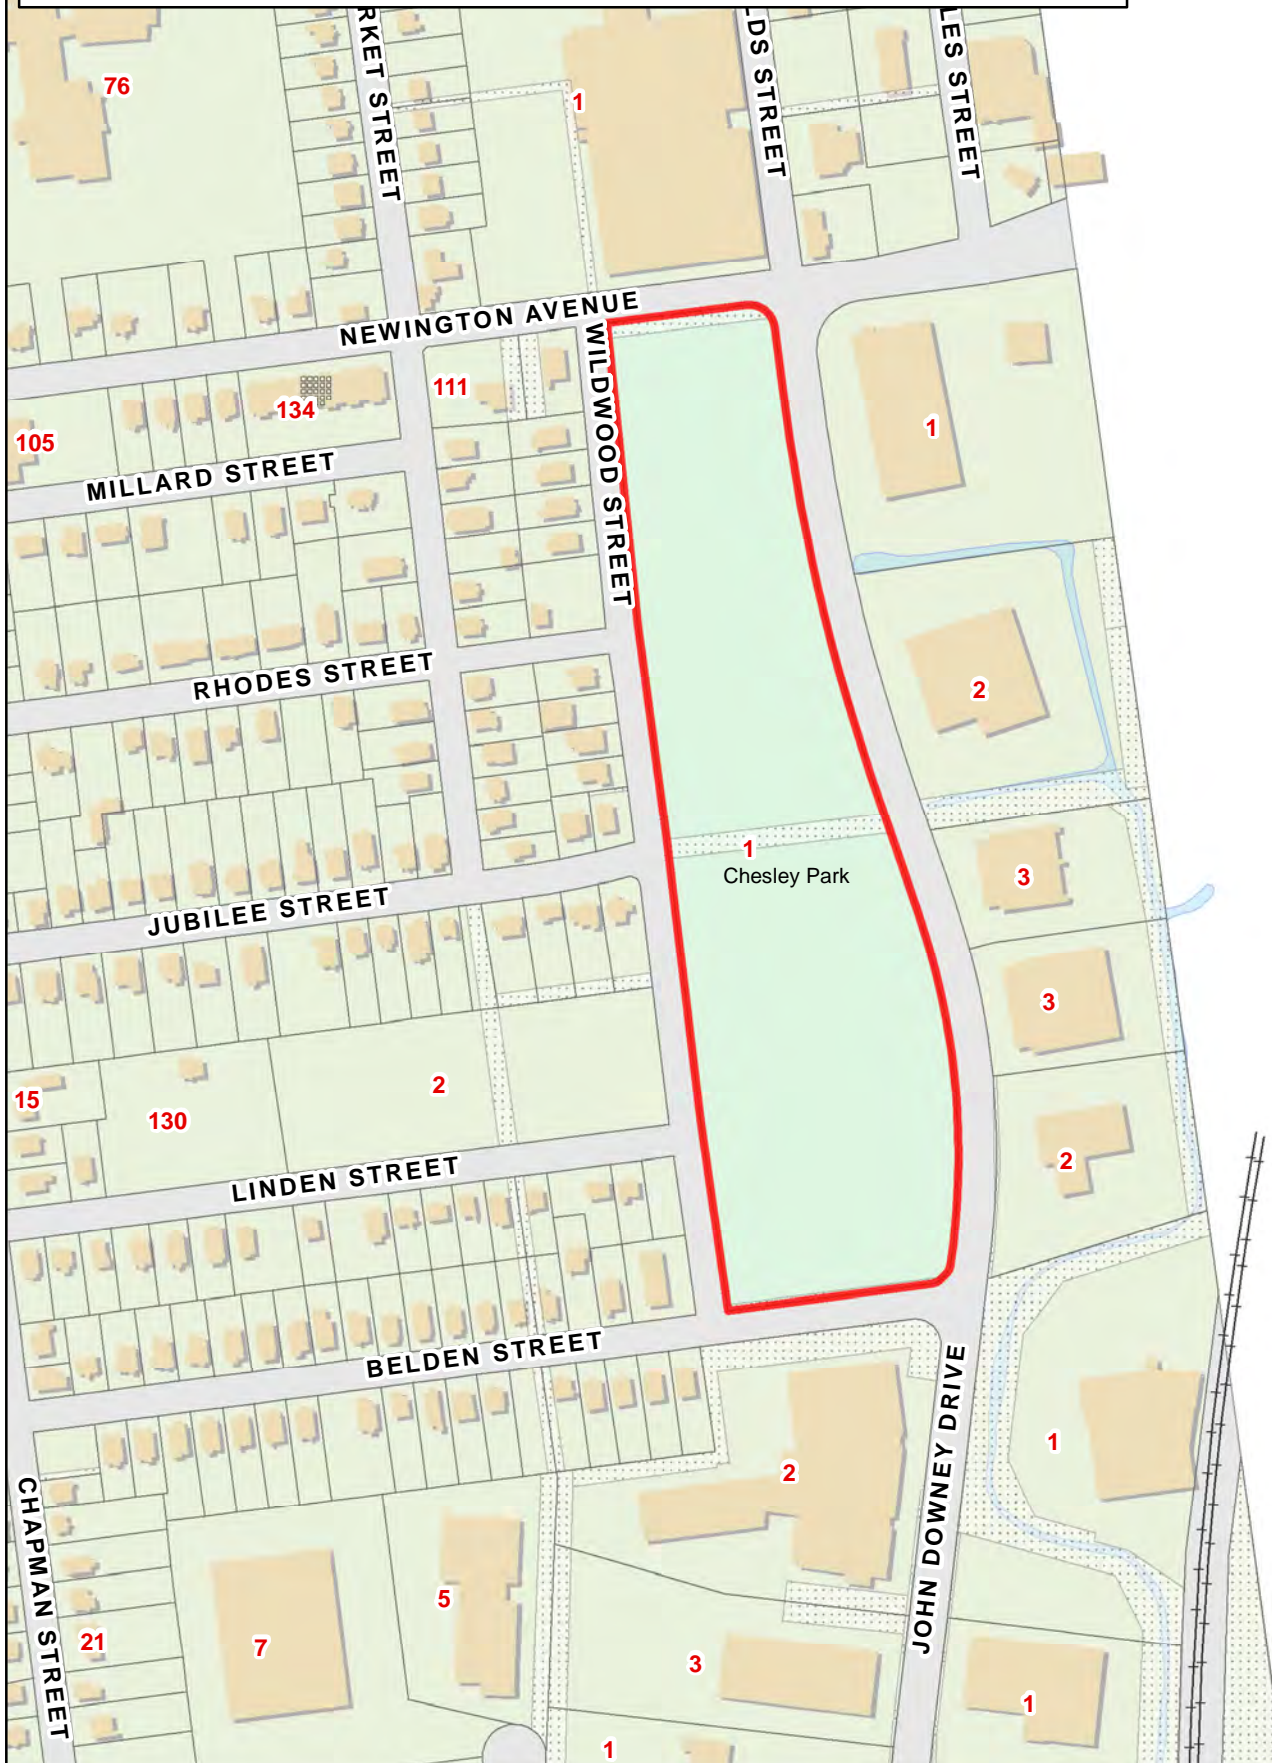 RKET STREET
LDS STREET
LES STREET
76
1
NEWINGTON AVENUE
WILDWOOD STREET
111
134
105
1
MILLARD STREET
RHODES STREET
2
1
Chesley Park
3
JUBILEE STREET
3
2
15
130
2
LINDEN STREET
BELDEN STREET
JOHN DOWNEY DRIVE
1
2
CHAPMAN STREET
5
21
7
3
1
1